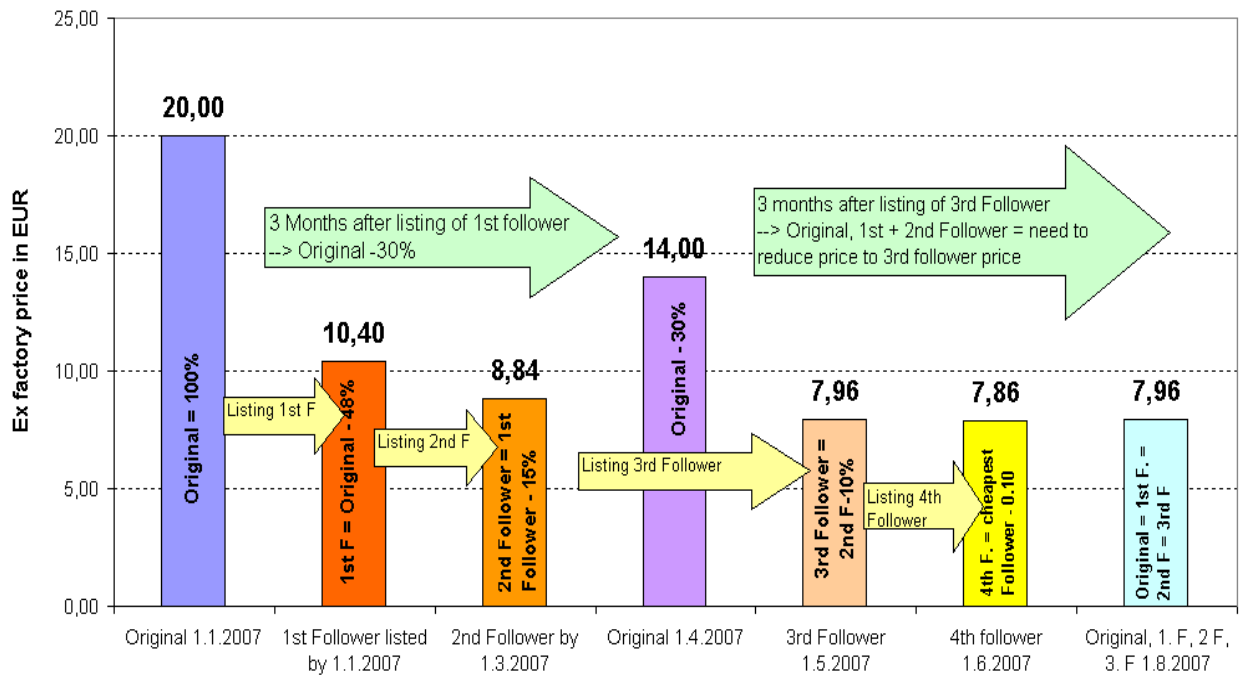 Ex factory price in EUR
25,00
20,00
15,00
10,00
5,00
0,00
20,00
Original = 100%
Listing 1st F
3 Months after listing of 1st follower
--> Original -30%
10,40
1st F = Original - 48%
Listing 2nd F
8,84
2nd Follower = 1st
Follower - 15%
14,00
Original - 30%
Listing 3rd Follower
3 months after listing of 3rd Follower
--> Original, 1st + 2nd Follower = need to
reduce price to 3rd follower price
7,96
3rd Follower =
2nd F -10%
Listing 4th
Follower
7,86
4th F. = cheapest
Follower - 0.10
7,96
Original = 1st F. =
2nd F = 3rd F
Original 1.1.2007
1st Follower listed
by 1.1.2007
2nd Follower by
1.3.2007
Original 1.4.2007
3rd Follower
1.5.2007
4th follower
1.6.2007
Original, 1. F, 2 F,
3. F 1.8.2007